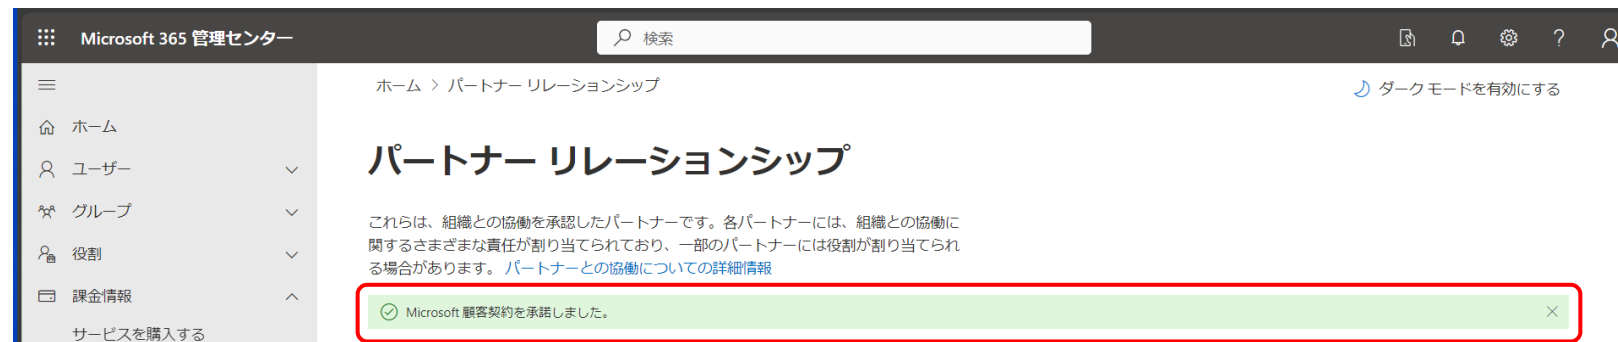 Microsoft 365 管理センター
検索
?
ホーム > パートナー リレーションシップ
ダーク モードを有効にする
ホーム
ユーザー
グループ
役割
課金情報
サービスを購入する
パートナー リレーションシップ
これらは、組織との協働を承認したパートナーです。各パートナーには、組織との協働に
関するさまざまな責任が割り当てられており、一部のパートナーには役割が割り当てられ
る場合があります。 パートナーとの協働についての詳細情報
Microsoft 顧客契約を承諾しました。